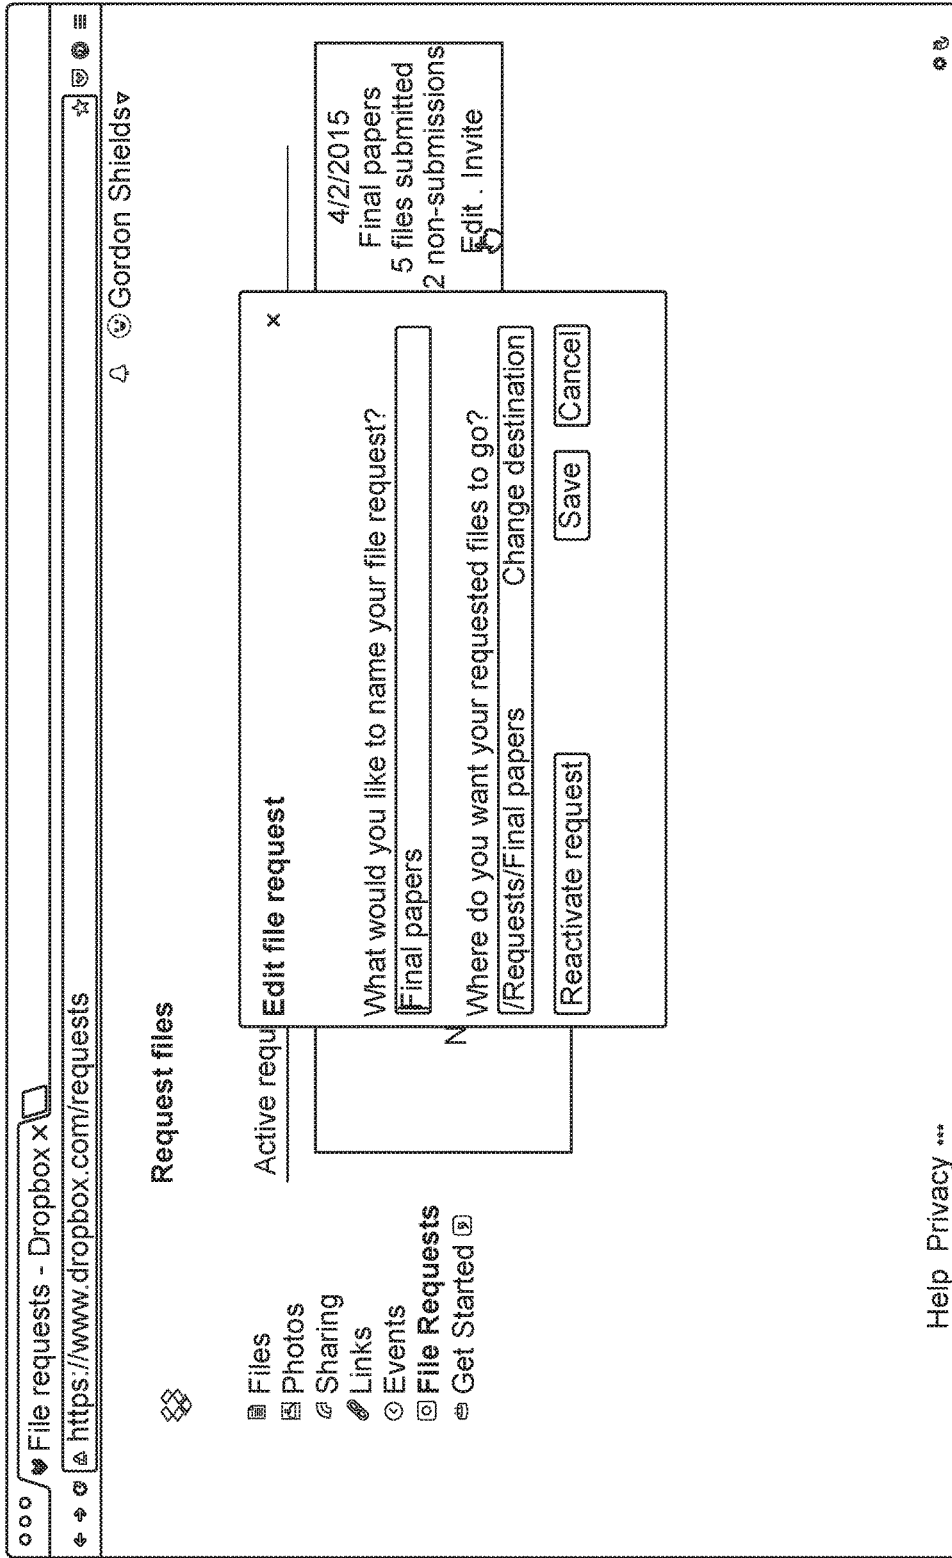 File requests - Dropbox X
https://www.dropbox.com/requests
Gordon Shields
Request files
Files
Photos
Sharing
Links
Events
File Requests
Get Started
Active requ
Edit file request
x
What would you like to name your file request?
Final papers
Where do you want your requested files to go?
/Requests/Final papers Change destination
Reactivate request Save Cancel
N
4/2/2015
Final papers
5 files submitted
2 non-submissions
Edit . Invite
Help Privacy •••